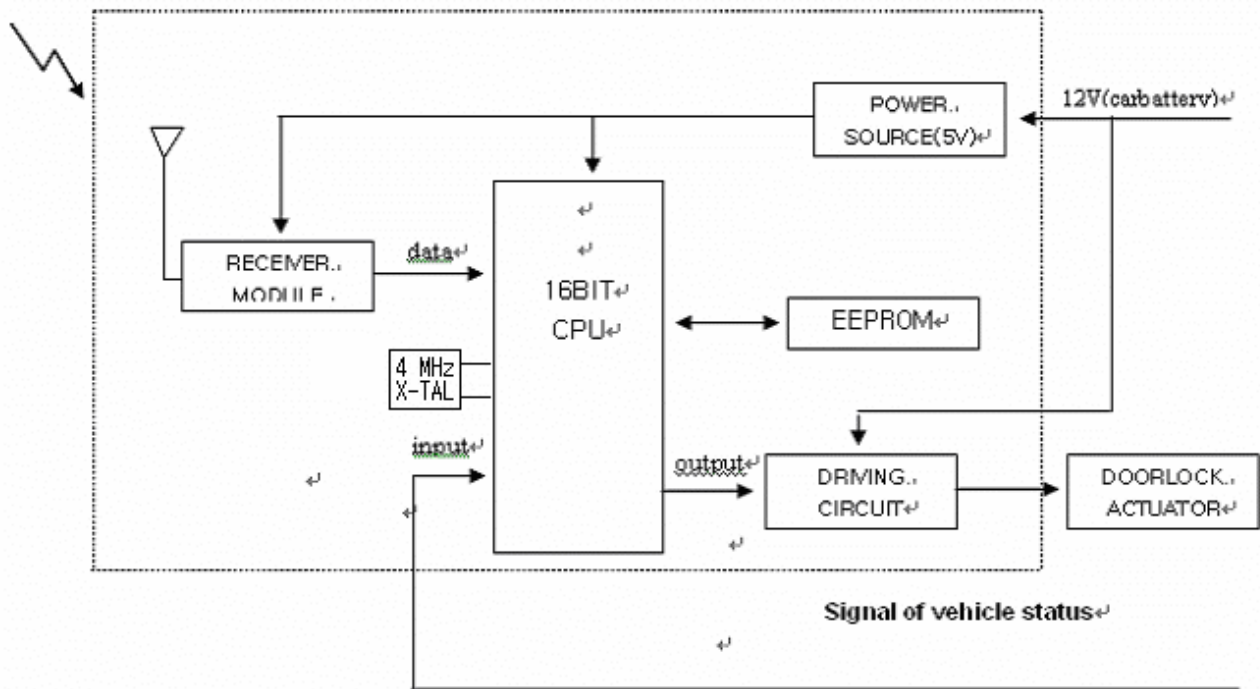 POWER
SOURCE(5V)
12V(carbatterv)
RECEIVER
MODULE
data
16BIT
CPU
EEPROM
4 MHz
X-TAL
input
output
DRIVING
CIRCUIT
DOORLOCK
ACTUATOR
Signal of vehicle status